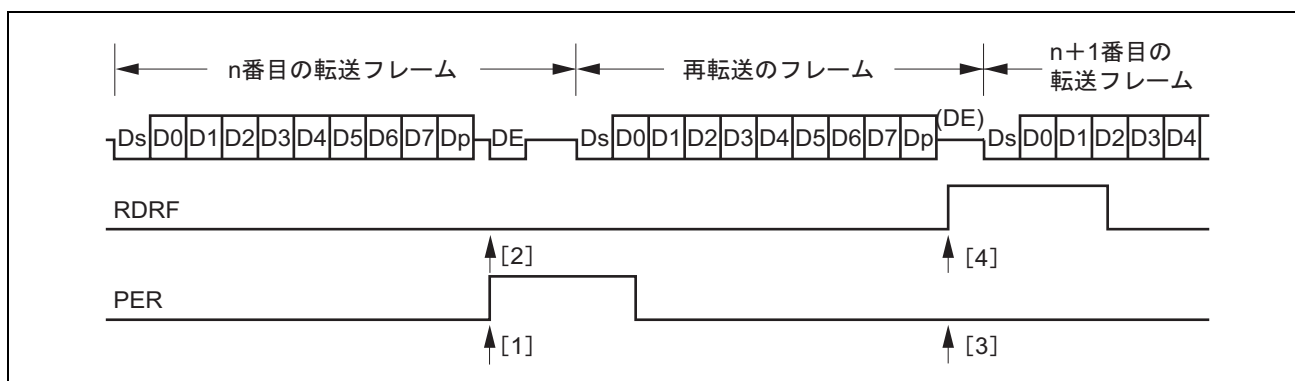 n番目の転送フレーム
再転送のフレーム
n+1番目の
転送フレーム
Ds D0 D1 D2 D3 D4 D5 D6 D7 Dp DE Ds D0 D1 D2 D3 D4 D5 D6 D7 Dp (DE) Ds D0 D1 D2 D3 D4
RDRF
[2]
[4]
PER
[1]
[3]